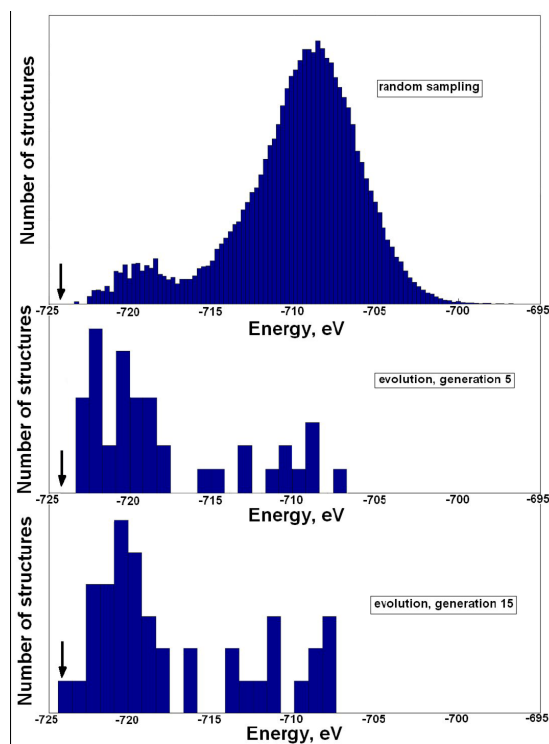 Number of structures
random sampling
-725 -720 -715 -710 -705 -700 -695
Energy, eV
Number of structures
evolution, generation 5
-725 -720 -715 -710 -705 -700 -695
Energy, eV
Number of structures
evolution, generation 15
-725 -720 -715 -710 -705 -700 -695
Energy, eV